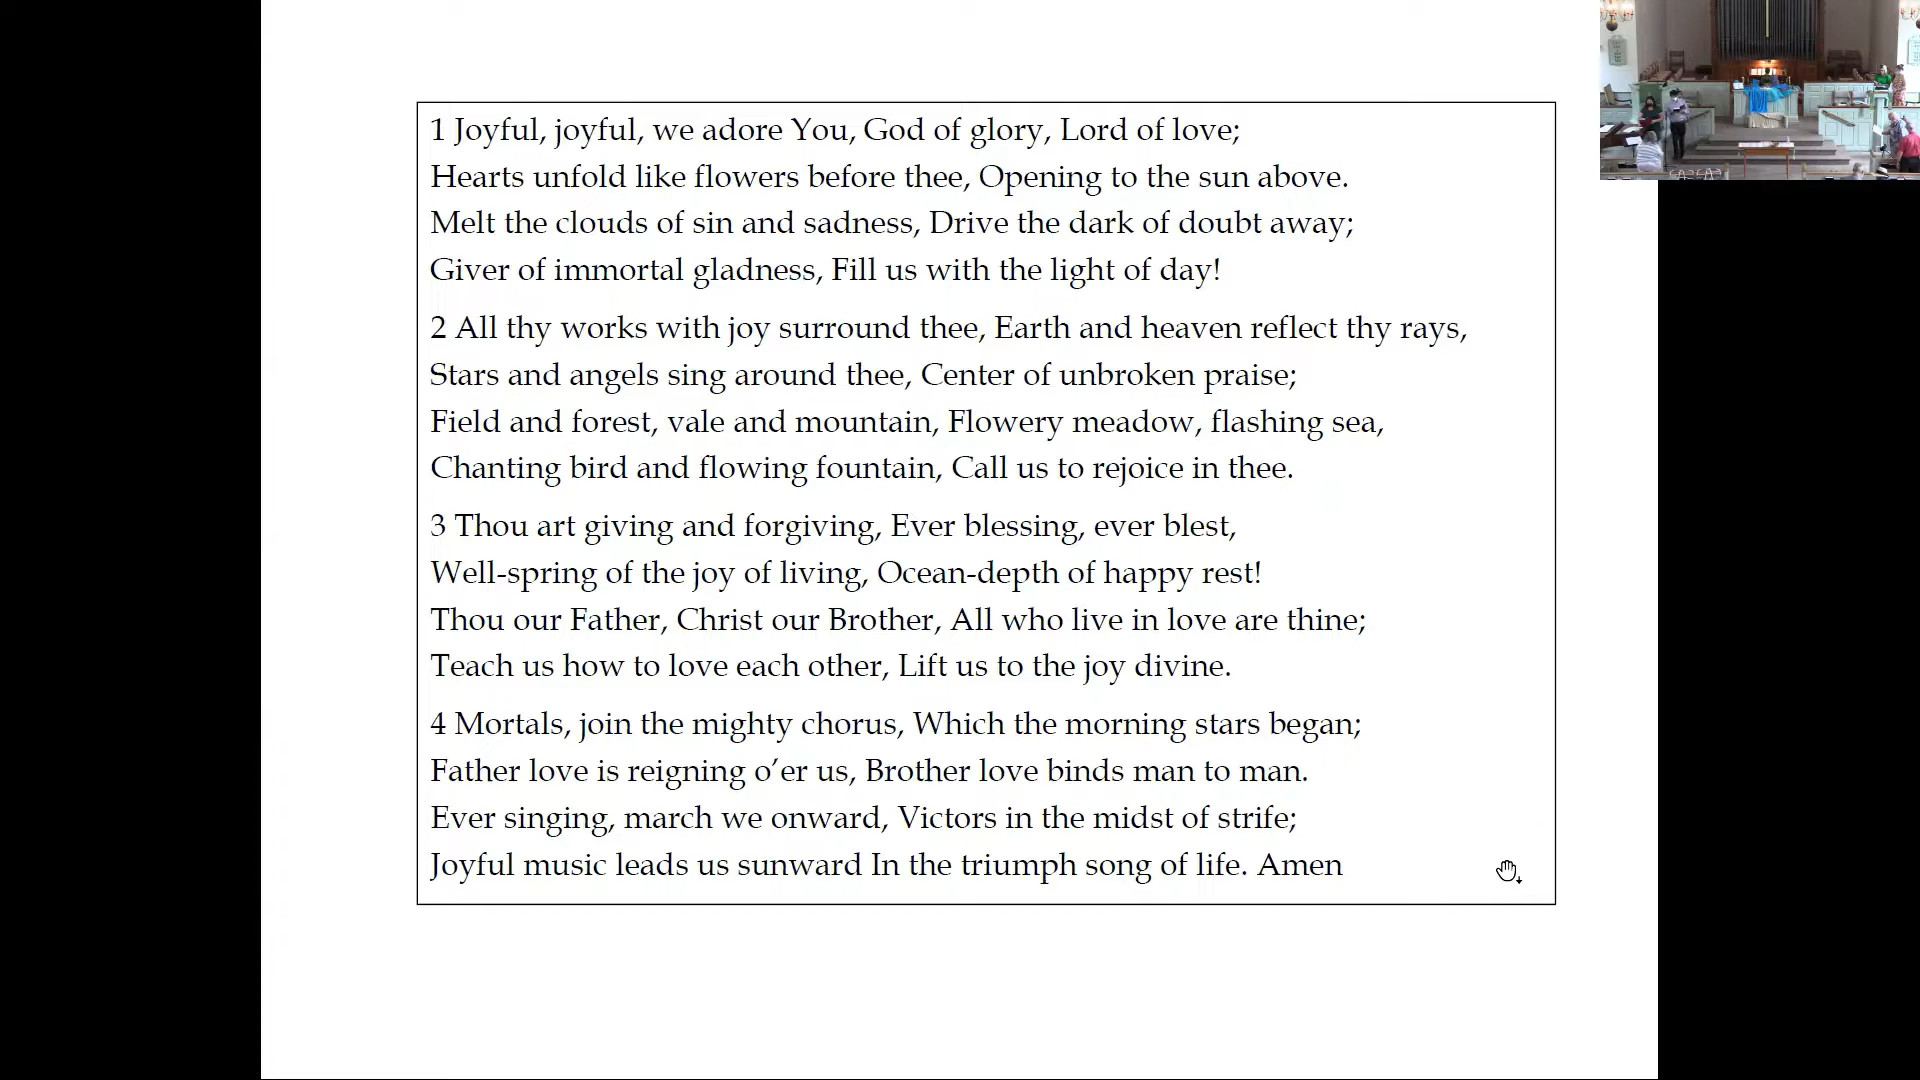 1 Joyful, joyful, we adore You, God of glory, Lord of love;
Hearts unfold like flowers before thee, Opening to the sun above.
Melt the clouds of sin and sadness, Drive the dark of doubt away;
Giver of immortal gladness, Fill us with the light of day!
2 All thy works with joy surround thee, Earth and heaven reflect thy rays,
Stars and angels sing around thee, Center of unbroken praise;
Field and forest, vale and mountain, Flowery meadow, flashing sea,
Chanting bird and flowing fountain, Call us to rejoice in thee.
3 Thou art giving and forgiving, Ever blessing, ever blest,
Well-spring of the joy of living, Ocean-depth of happy rest!
Thou our Father, Christ our Brother, All who live in love are thine;
Teach us how to love each other, Lift us to the joy divine.
4 Mortals, join the mighty chorus, Which the morning stars began;
Father love is reigning o’er us, Brother love binds man to man.
Ever singing, march we onward, Victors in the midst of strife;
Joyful music leads us sunward In the triumph song of life. Amen